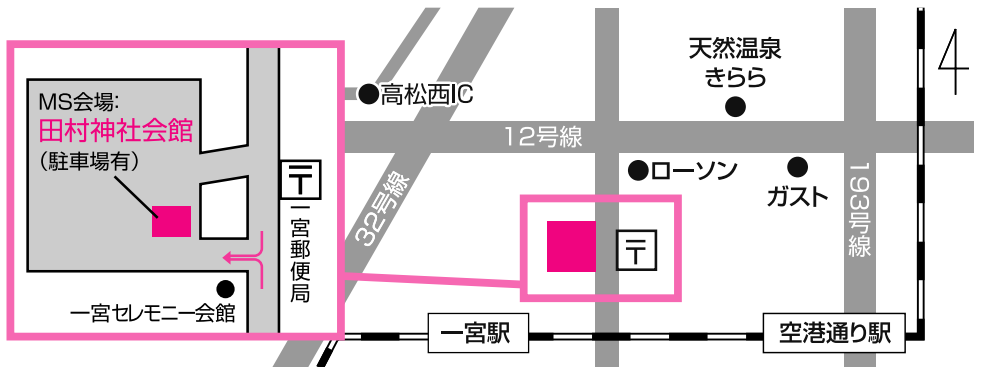 MS会場:
田村神社会館
(駐車場有)
〒
一宮郵便局
一宮セレモニー会館
高松西IC
32号線
12号線
天然温泉
きらら
ローソン
ガスト
193号線
〒
一宮駅
空港通り駅
4